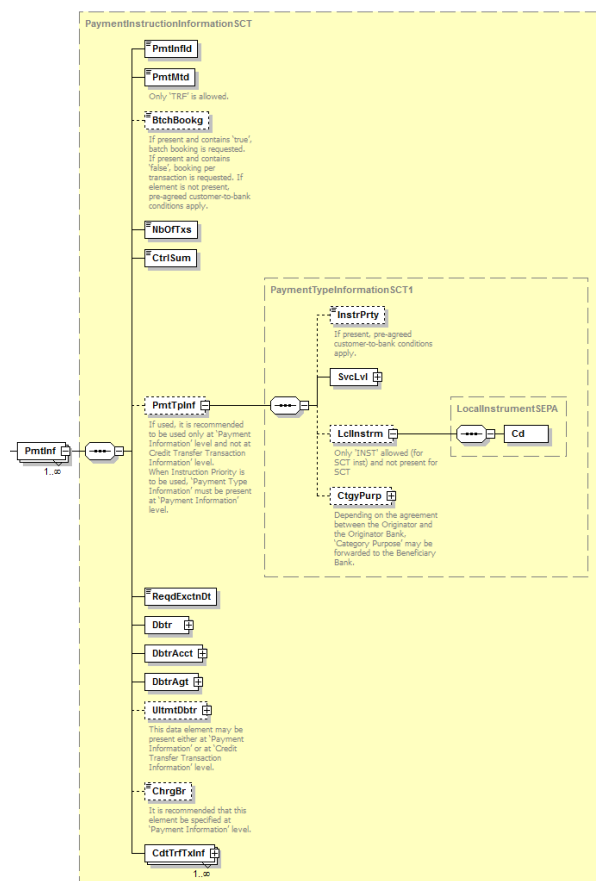 PaymentInstructionInformationSCT
PmtInfId
PmtMtd
Only 'TRF' is allowed.
BtchBookg
If present and contains 'true',
batch booking is requested.
If present and contains
'false', booking per
transaction is requested. If
element is not present,
pre-agreed customer-to-bank
conditions apply.
NbOfTxs
CtrlSum
PaymentTypeInformationSCT1
InstrPrty
If present, pre-agreed
customer-to-bank conditions
apply.
SvcLvl
PmtTpInf
If used, it is recommended
to be used only at 'Payment
Information' level and not at
Credit Transfer Transaction
Information' level.
When Instruction Priority is
to be used, 'Payment Type
Information' must be present
at 'Payment Information'
level.
LclInstrm
Only 'INST' allowed (for
SCT inst) and not present for
SCT
LocalInstrumentSEPA
Cd
CtgyPurp
Depending on the agreement
between the Originator and
the Originator Bank,
'Category Purpose' may be
forwarded to the Beneficiary
Bank.
PmtInf
1..∞
ReqdExctnDt
Dbtr
DbtrAcct
DbtrAgt
UltmtDbtr
This data element may be
present either at 'Payment
Information' or at 'Credit
Transfer Transaction
Information' level.
ChrgBr
It is recommended that this
element be specified at
'Payment Information' level.
CdtTrfTxInf
1..∞